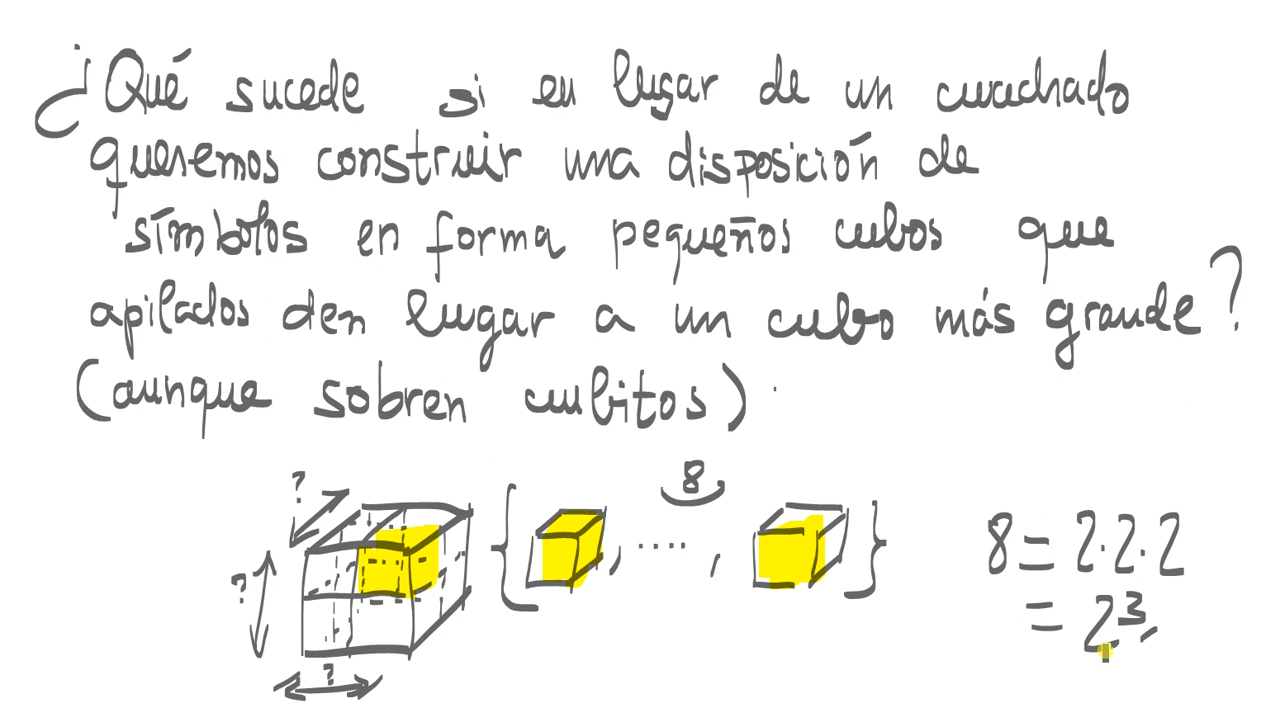 ¿Qué sucede si en lugar de un cuadrado
queremos construir una disposición de
símbolos en forma pequeños cubos que
apilados den lugar a un cubo más grande?
(aunque sobren cubitos).
?
8
{ , ...... , }
8 = 2·2·2
?
= 2³,
?